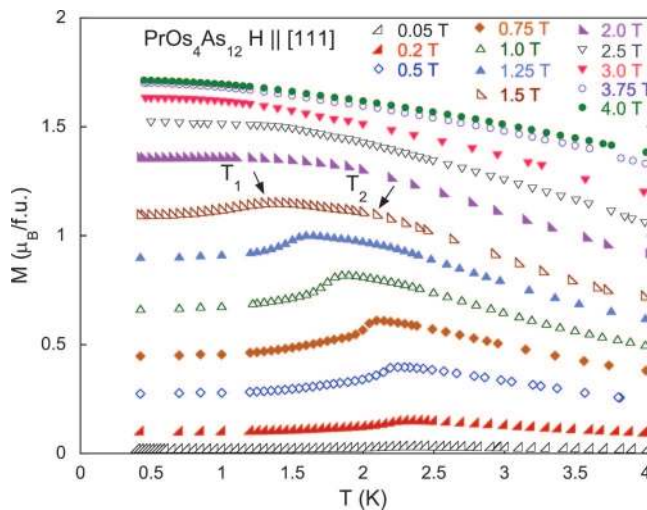 PrOs₄As₁₂ H || [111]
0.05 T
0.2 T
0.5 T
0.75 T
1.0 T
1.25 T
1.5 T
2.0 T
2.5 T
3.0 T
3.75 T
4.0 T
T₁
T₂
2
1.5
1
0.5
0
M (μ_B/f.u.)
0 0.5 1 1.5 2 2.5 3 3.5 4
T (K)